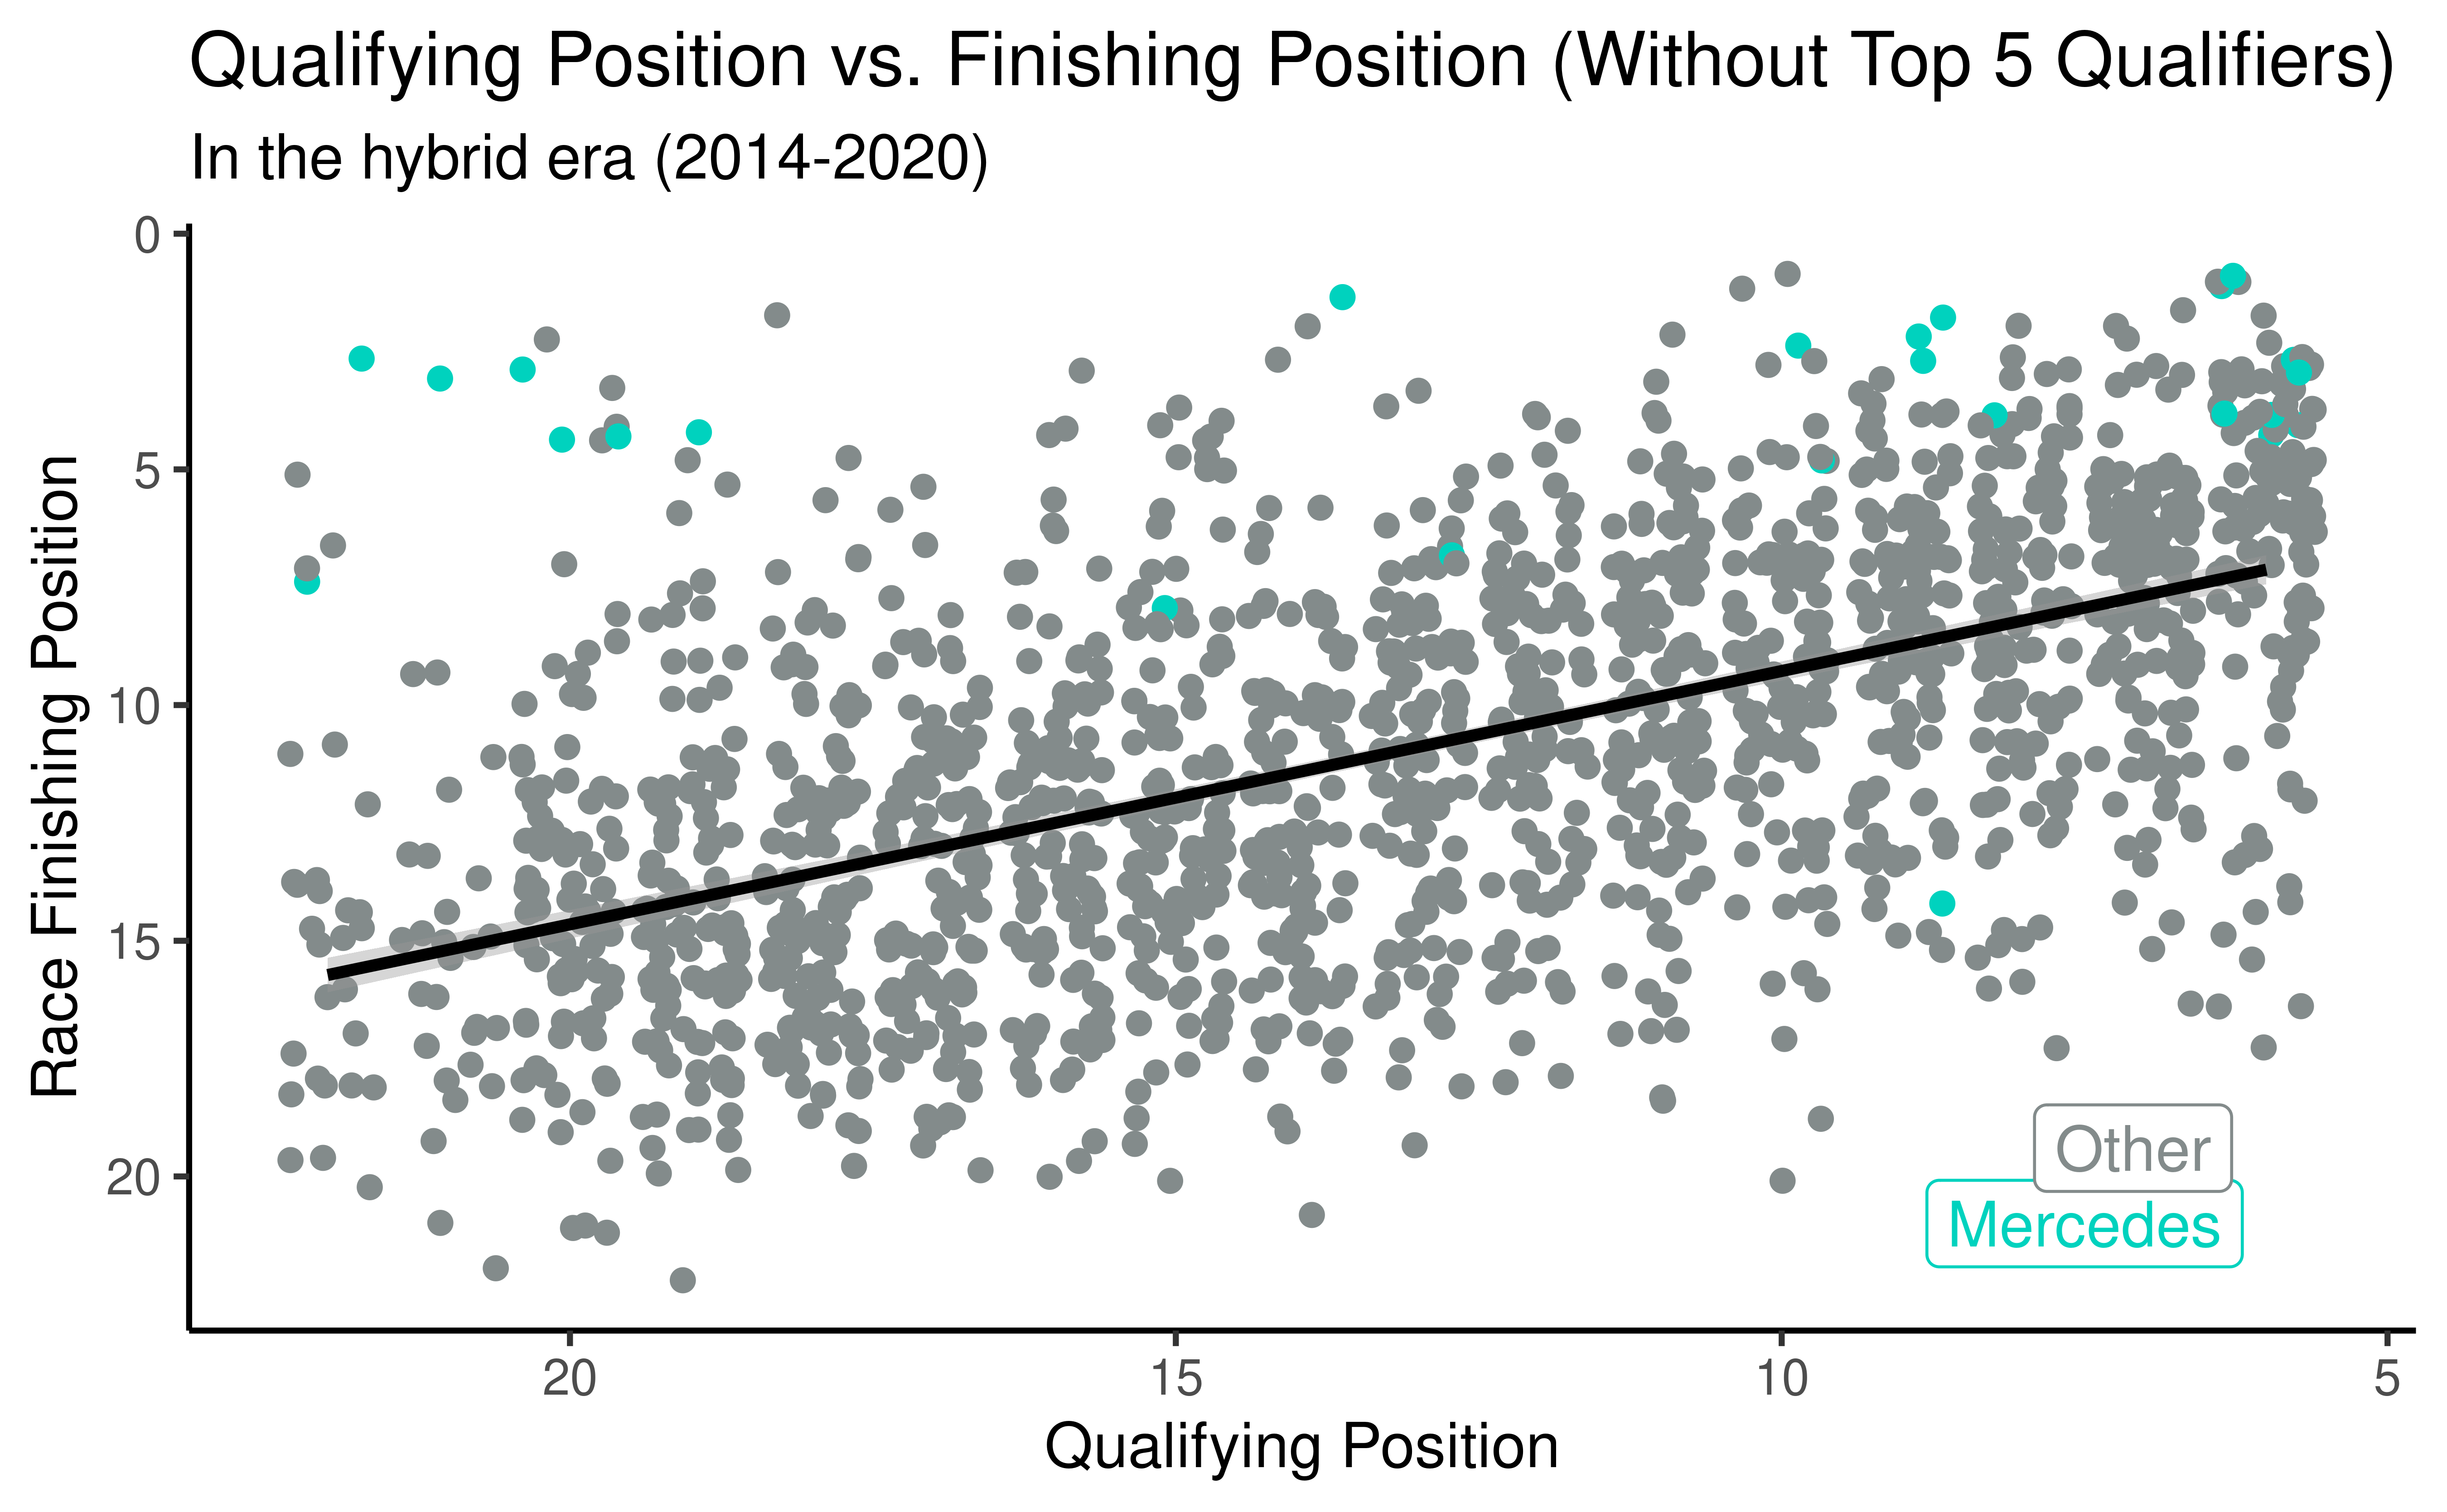 Qualifying Position vs. Finishing Position (Without Top 5 Qualifiers)
In the hybrid era (2014-2020)
Race Finishing Position
0
5
10
15
20
Other
Mercedes
20 15 10 5
Qualifying Position